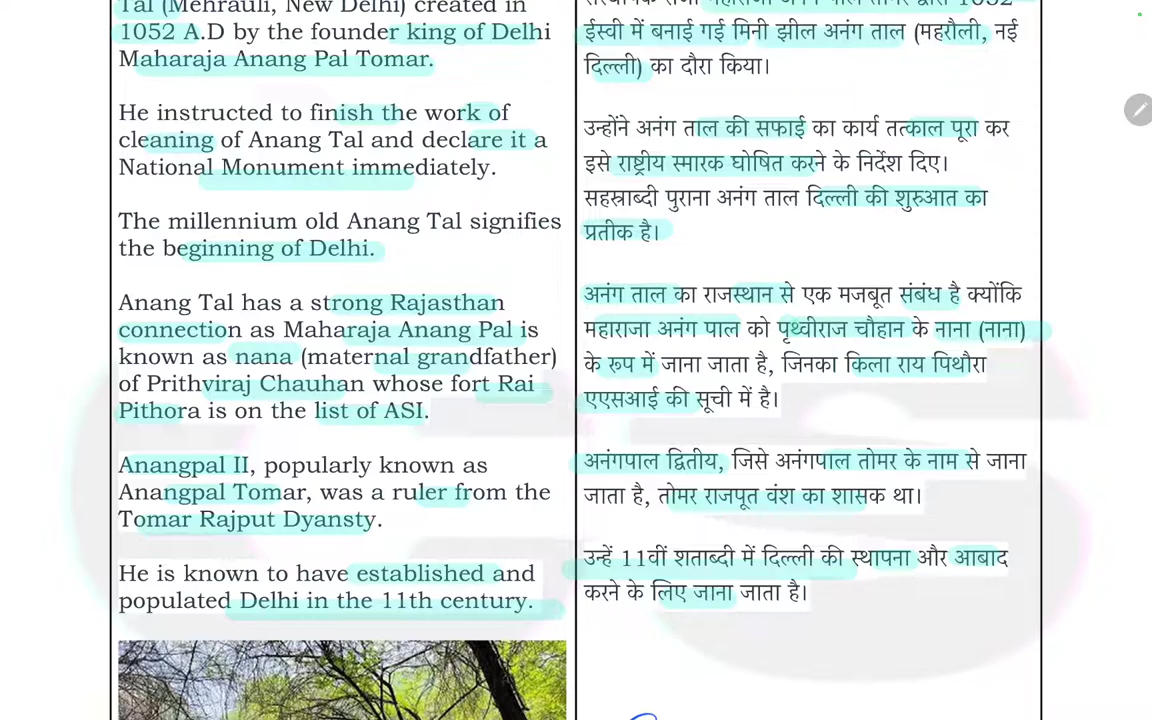 Tal (Mehrauli, New Delhi) created in
1052 A.D by the founder king of Delhi
Maharaja Anang Pal Tomar.
He instructed to finish the work of
cleaning of Anang Tal and declare it a
National Monument immediately.
The millennium old Anang Tal signifies
the beginning of Delhi.
Anang Tal has a strong Rajasthan
connection as Maharaja Anang Pal is
known as nana (maternal grandfather)
of Prithviraj Chauhan whose fort Rai
Pithora is on the list of ASI.
Anangpal II, popularly known as
Anangpal Tomar, was a ruler from the
Tomar Rajput Dyansty.
He is known to have established and
populated Delhi in the 11th century.
ईस्वी में बनाई गई मिनी झील अनंग ताल (महरौली, नई
दिल्ली) का दौरा किया।
उन्होंने अनंग ताल की सफाई का कार्य तत्काल पूरा कर
इसे राष्ट्रीय स्मारक घोषित करने के निर्देश दिए।
सहस्राब्दी पुराना अनंग ताल दिल्ली की शुरुआत का
प्रतीक है।
अनंग ताल का राजस्थान से एक मजबूत संबंध है क्योंकि
महाराजा अनंग पाल को पृथ्वीराज चौहान के नाना (नाना)
के रूप में जाना जाता है, जिनका किला राय पिथौरा
एएसआई की सूची में है।
अनंगपाल द्वितीय, जिसे अनंगपाल तोमर के नाम से जाना
जाता है, तोमर राजपूत वंश का शासक था।
उन्हें 11वीं शताब्दी में दिल्ली की स्थापना और आबाद
करने के लिए जाना जाता है।